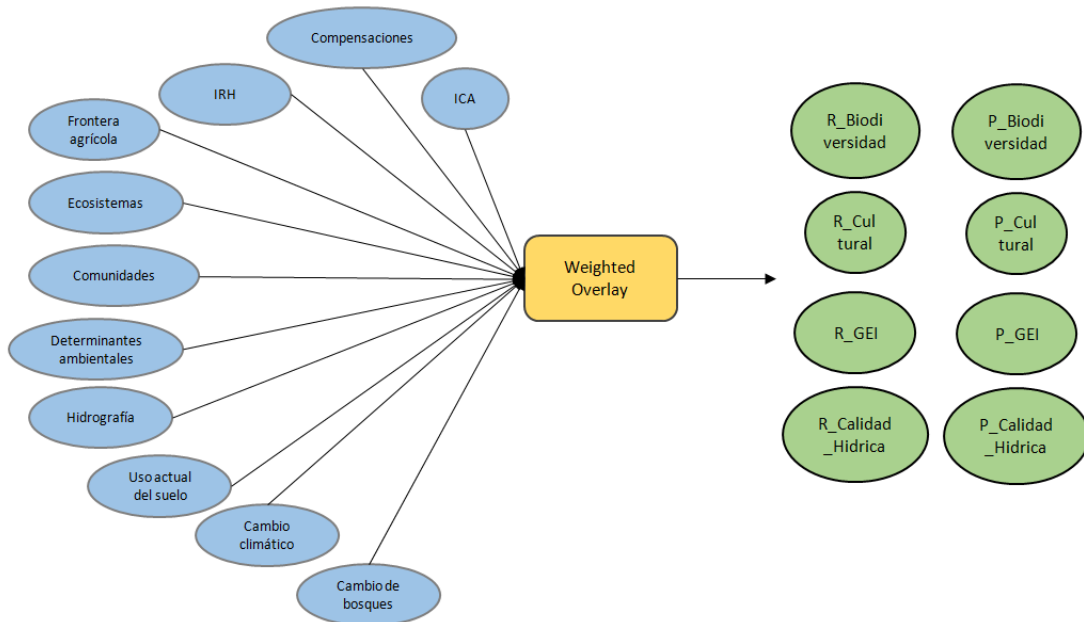 Compensaciones
IRH
ICA
Frontera
agrícola
Ecosistemas
Comunidades
Determinantes
ambientales
Hidrografía
Uso actual
del suelo
Cambio
climático
Cambio de
bosques
Weighted
Overlay
R_Biodi
versidad
P_Biodi
versidad
R_Cul
tural
P_Cul
tural
R_GEI
P_GEI
R_Calidad
_Hidrica
P_Calidad
_Hidrica